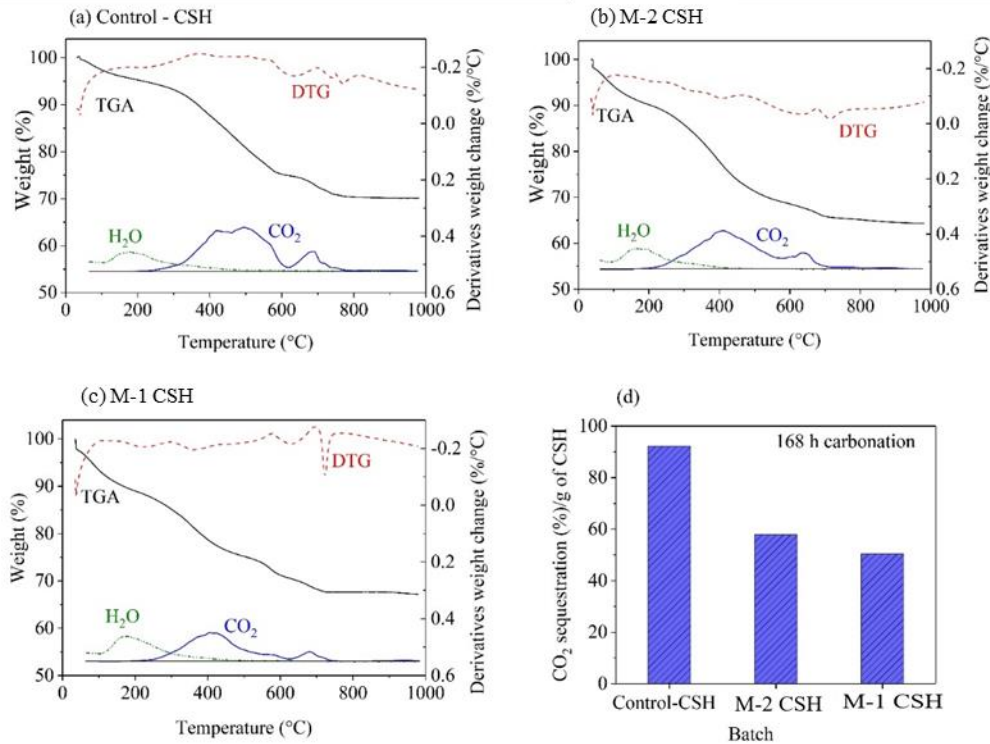 (a) Control - CSH
100
90
80
70
60
50
Weight (%)
TGA
DTG
H₂O
CO₂
-0.2
0.0
0.2
0.4
0.6
Derivatives weight change (%/°C)
0 200 400 600 800 1000
Temperature (°C)
(b) M-2 CSH
100
90
80
70
60
50
Weight (%)
TGA
DTG
H₂O
CO₂
-0.2
0.0
0.2
0.4
0.6
Derivatives weight change (%/°C)
0 200 400 600 800 1000
Temperature (°C)
(c) M-1 CSH
100
90
80
70
60
50
Weight (%)
TGA
DTG
H₂O
CO₂
-0.2
0.0
0.2
0.4
0.6
Derivatives weight change (%/°C)
0 200 400 600 800 1000
Temperature (°C)
(d)
168 h carbonation
100
80
60
40
20
0
CO₂ sequestration (%)/g of CSH
Control-CSH M-2 CSH M-1 CSH
Batch